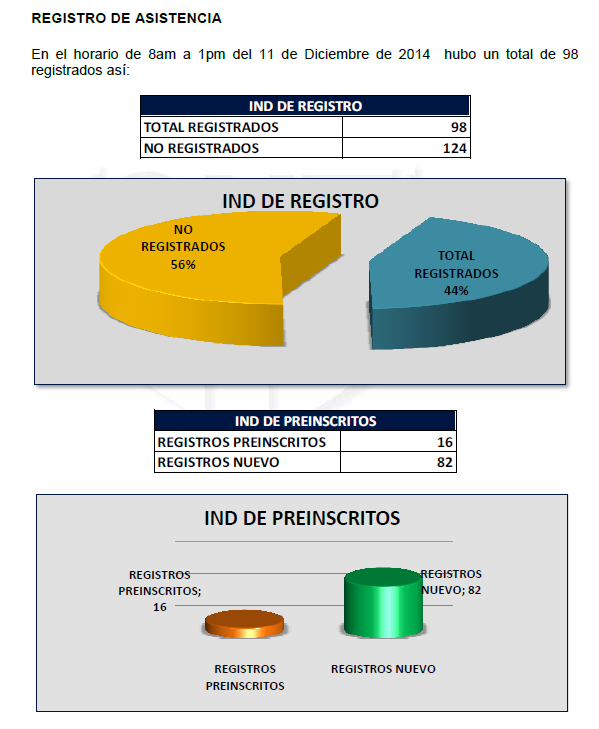 REGISTRO DE ASISTENCIA
En el horario de 8am a 1pm del 11 de Diciembre de 2014 hubo un total de 98
registrados así:
IND DE REGISTRO
TOTAL REGISTRADOS 98
NO REGISTRADOS 124
IND DE REGISTRO
NO
REGISTRADOS
56%
TOTAL
REGISTRADOS
44%
IND DE PREINSCRITOS
REGISTROS PREINSCRITOS 16
REGISTROS NUEVO 82
IND DE PREINSCRITOS
REGISTROS
PREINSCRITOS;
16
REGISTROS
NUEVO; 82
REGISTROS
PREINSCRITOS
REGISTROS NUEVO